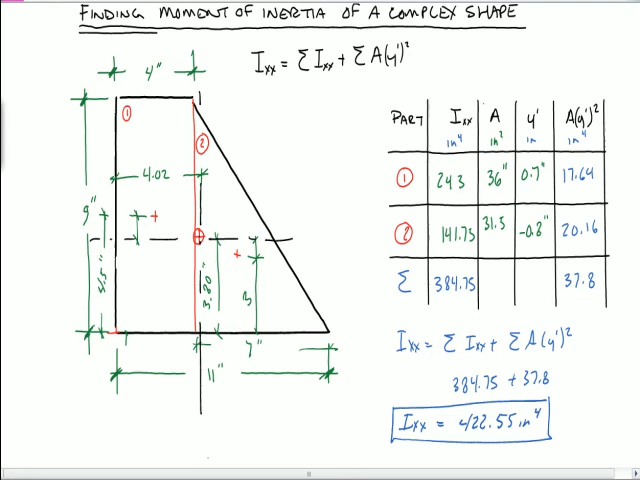 FINDING MOMENT OF INERTIA OF A COMPLEX SHAPE
Ixx = Σ Ixx + Σ A(y')²
4"
①
②
4.02
9"
5.15"
3.80"
3
7"
11"
PART Ixx in⁴ A in² y' in A(y')² in⁴
① 243 36" 0.7" 17.64
② 141.75 31.5 -0.8" 20.16
Σ 384.75 37.8
Ixx = Σ Ixx + Σ A(y')²
384.75 + 37.8
Ixx = 422.55 in⁴